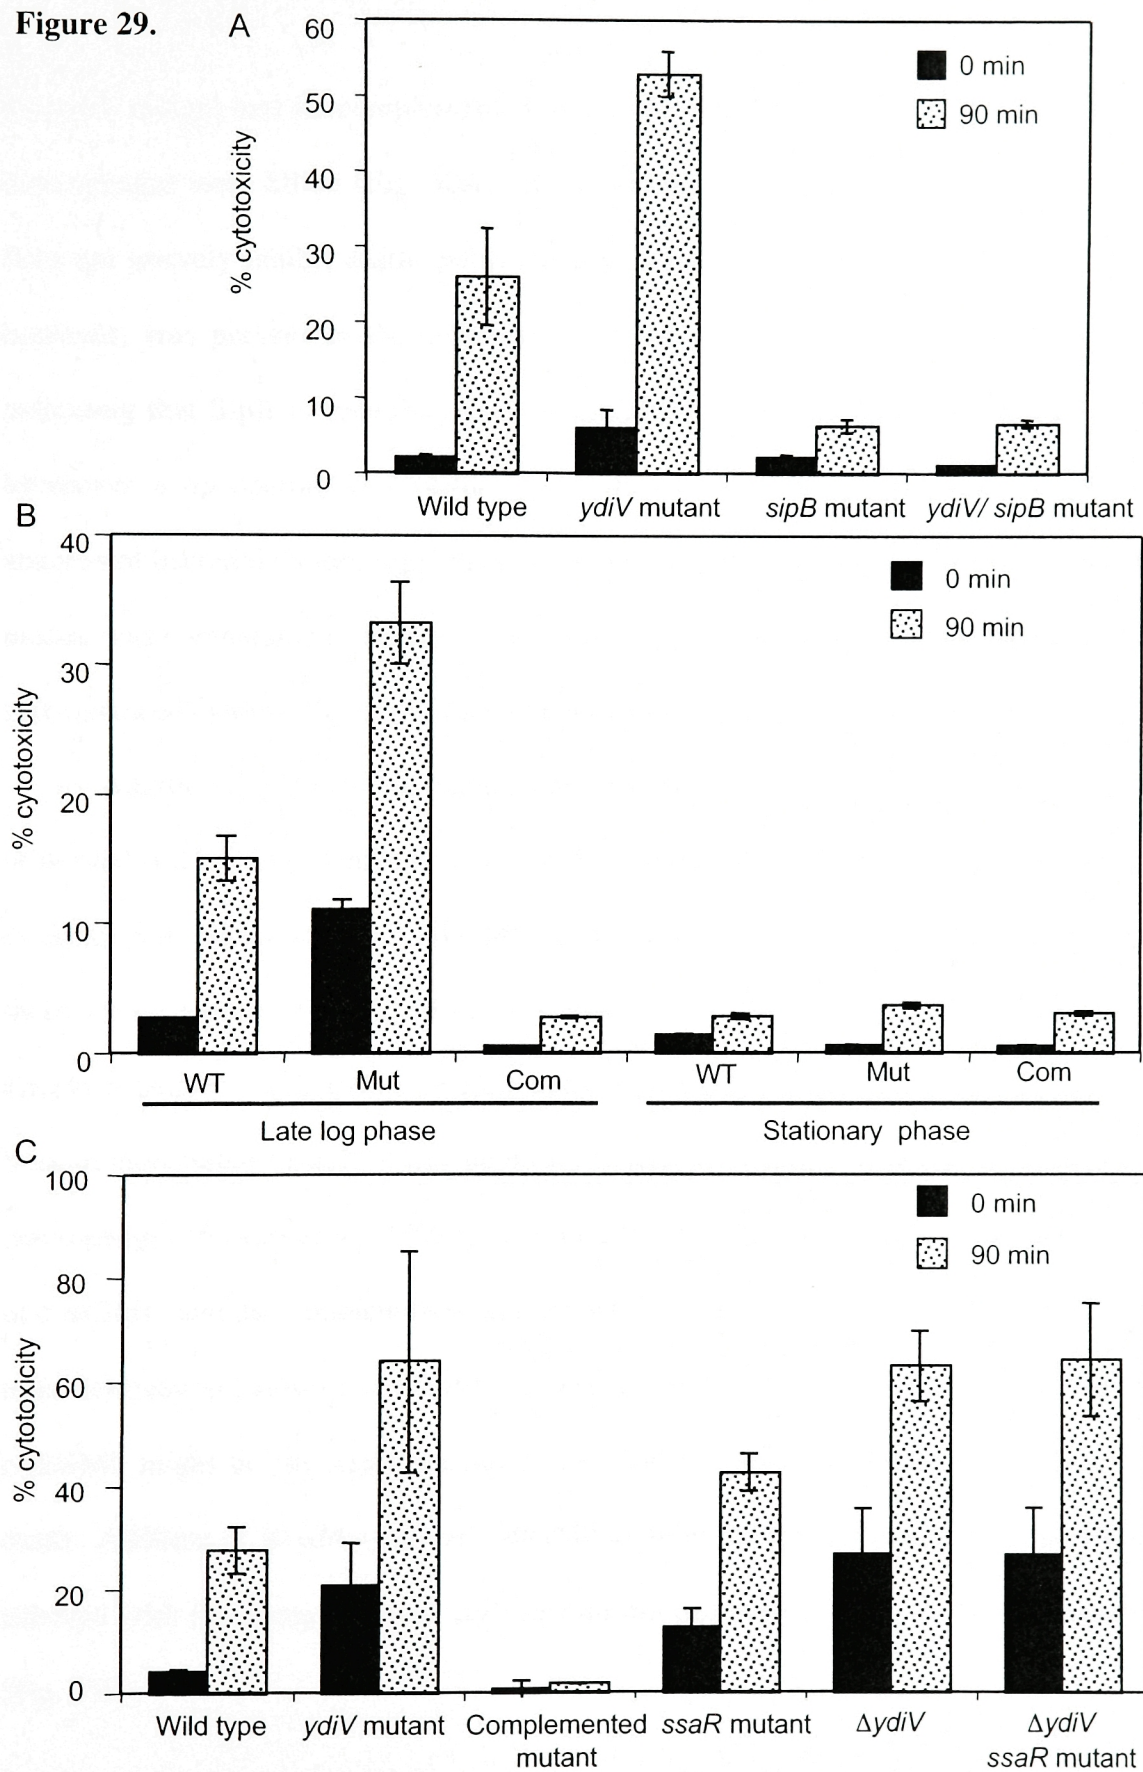 Figure 29.
A
60
50
40
30
20
10
0
% cytotoxicity
0 min
90 min
Wild type ydiV mutant sipB mutant ydiV/ sipB mutant
B
40
30
20
10
0
% cytotoxicity
0 min
90 min
WT Mut Com WT Mut Com
Late log phase Stationary phase
C
100
80
60
40
20
0
% cytotoxicity
0 min
90 min
Wild type ydiV mutant Complemented ssaR mutant ΔydiV ΔydiV
mutant ssaR mutant